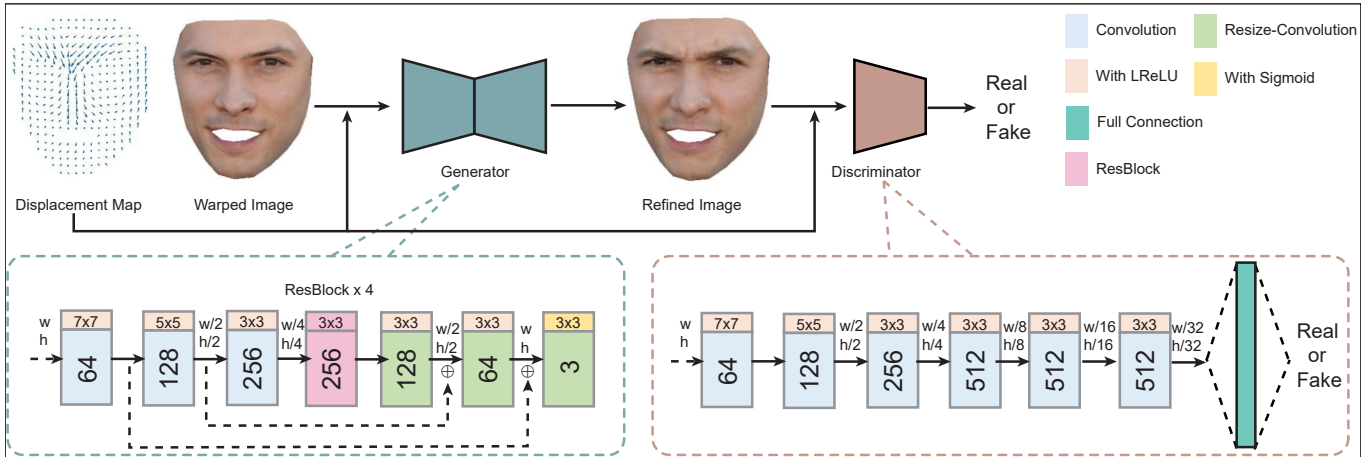 Displacement Map
Warped Image
Generator
Refined Image
Discriminator
Real
or
Fake
Convolution
Resize-Convolution
With LReLU
With Sigmoid
Full Connection
ResBlock
ResBlock x 4
w
h
7x7
64
5x5
128
w/2
h/2
3x3
256
w/4
h/4
3x3
256
3x3
128
w/2
h/2
⊕
3x3
64
w
h
⊕
3x3
3
w
h
7x7
64
5x5
128
w/2
h/2
3x3
256
w/4
h/4
3x3
512
w/8
h/8
3x3
512
w/16
h/16
3x3
512
w/32
h/32
Real
or
Fake